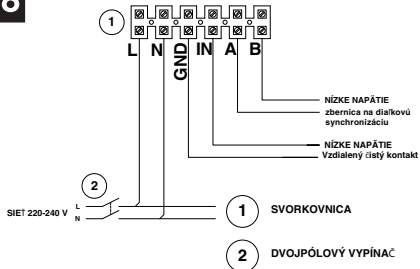 8
1
L N GND IN A B
NÍZKE NAPÄTIE
zbernica na diaľkovú
synchronizáciu
NÍZKE NAPÄTIE
Vzdialený čistý kontakt
2
SIEŤ 220-240 V
L
N
1 SVORKOVNICA
2 DVOJPÓLOVÝ VYPÍNAČ